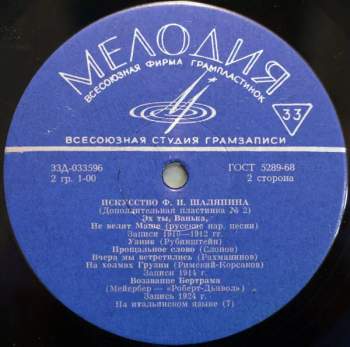 МЕЛОДИЯ
ВСЕСОЮЗНАЯ ФИРМА ГРАМПЛАСТИНОК
33
ВСЕСОЮЗНАЯ СТУДИЯ ГРАМЗАПИСИ
33Д-033596
ГОСТ 5289-68
2 гр. 1-00
2 сторона
ИСКУССТВО Ф. И. ШАЛЯПИНА
(Дополнительная пластинка № 2)
Эх ты, Ванька,
Не велит Маше (русские нар. песни)
Записи 1910—1912 гг.
Узник (Рубинштейн)
Прощальное слово (Слонов)
Вчера мы встретились (Рахманинов)
На холмах Грузии (Римский-Корсаков)
Записи 1914 г.
Воззвание Бертрама
(Мейербер — «Роберт-Дьявол»)
Запись 1924 г.
На итальянском языке (7)